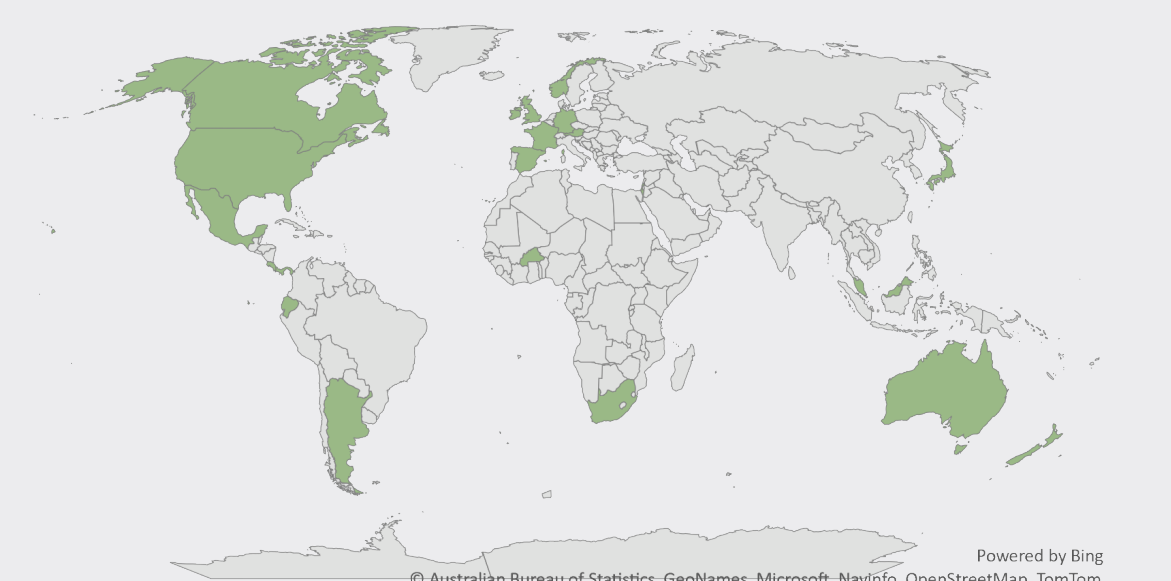 Powered by Bing
© Australian Bureau of Statistics, GeoNames, Microsoft, Navinfo, OpenStreetMap, TomTom